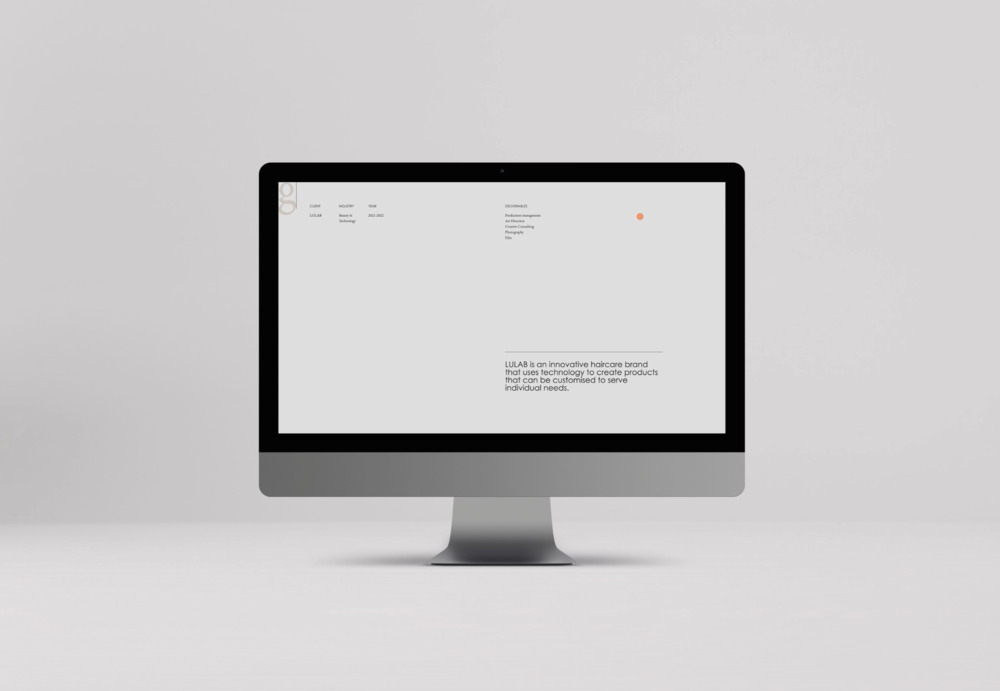 g
CLIENT
INDUSTRY
YEAR
LULAB
Beauty &
Technology
2021-2022
DELIVERABLES
Production management
Art Direction
Creative Consulting
Photography
Film
LULAB is an innovative haircare brand
that uses technology to create products
that can be customised to serve
individual needs.